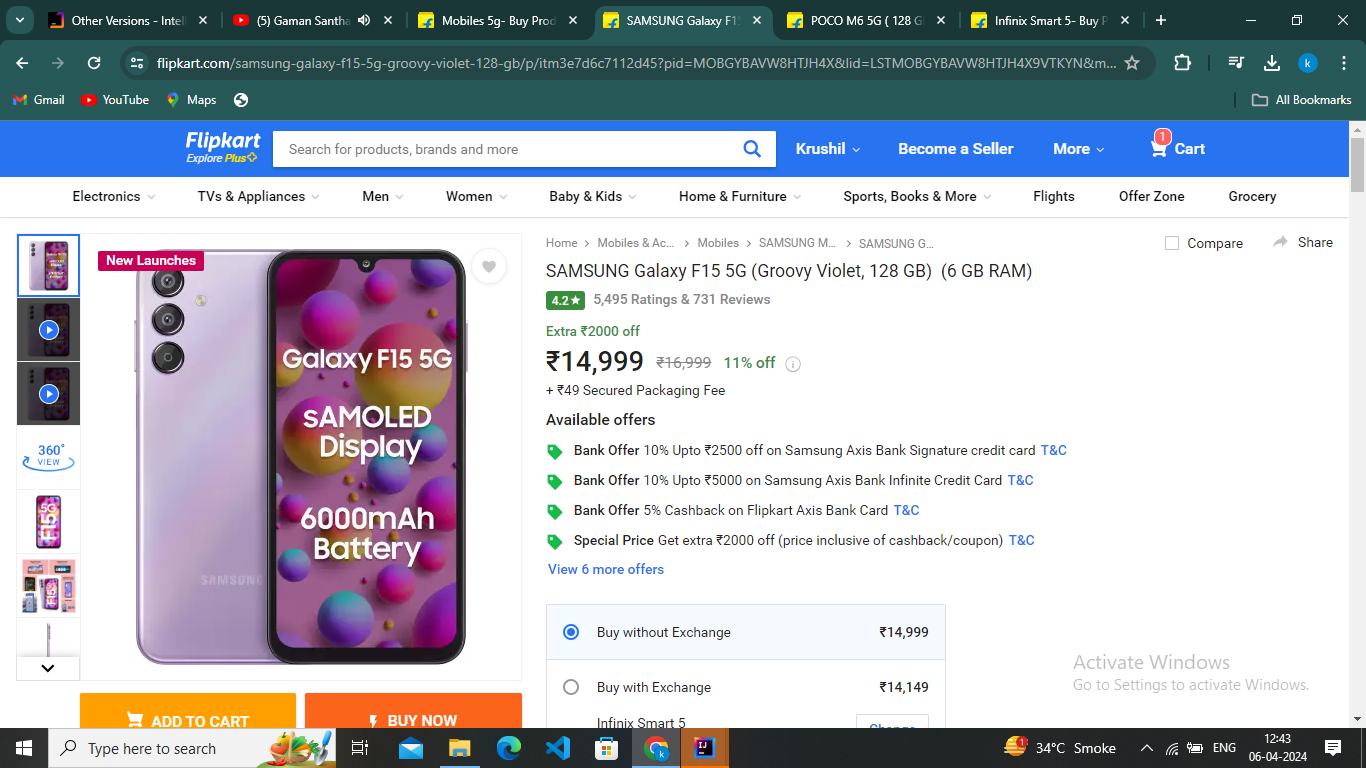 Other Versions - Intell
(5) Gaman Santha
Mobiles 5g- Buy Prod
SAMSUNG Galaxy F1
POCO M6 5G ( 128 G
Infinix Smart 5- Buy P
flipkart.com/samsung-galaxy-f15-5g-groovy-violet-128-gb/p/itm3e7d6c7112d45?pid=MOBGYBAVW8HTJH4X&lid=LSTMOBGYBAVW8HTJH4X9VTKYN&m...
k
Gmail
YouTube
Maps
All Bookmarks
Flipkart
Explore Plus
Search for products, brands and more
Krushil
Become a Seller
More
1
Cart
Electronics
TVs & Appliances
Men
Women
Baby & Kids
Home & Furniture
Sports, Books & More
Flights
Offer Zone
Grocery
New Launches
Galaxy F15 5G
sAMOLED
Display
6000mAh
Battery
SAMSUNG
360°
VIEW
5G
F15
Home
Mobiles & Ac...
Mobiles
SAMSUNG M...
SAMSUNG G...
Compare
Share
SAMSUNG Galaxy F15 5G (Groovy Violet, 128 GB)  (6 GB RAM)
4.2★
5,495 Ratings & 731 Reviews
Extra ₹2000 off
₹14,999 ₹16,999 11% off
+ ₹49 Secured Packaging Fee
Available offers
Bank Offer 10% Upto ₹2500 off on Samsung Axis Bank Signature credit card T&C
Bank Offer 10% Upto ₹5000 on Samsung Axis Bank Infinite Credit Card T&C
Bank Offer 5% Cashback on Flipkart Axis Bank Card T&C
Special Price Get extra ₹2000 off (price inclusive of cashback/coupon) T&C
View 6 more offers
Buy without Exchange
₹14,999
Buy with Exchange
₹14,149
Infinix Smart 5
Change
ADD TO CART
BUY NOW
Activate Windows
Go to Settings to activate Windows.
Type here to search
1
34°C Smoke
ENG
12:43
06-04-2024